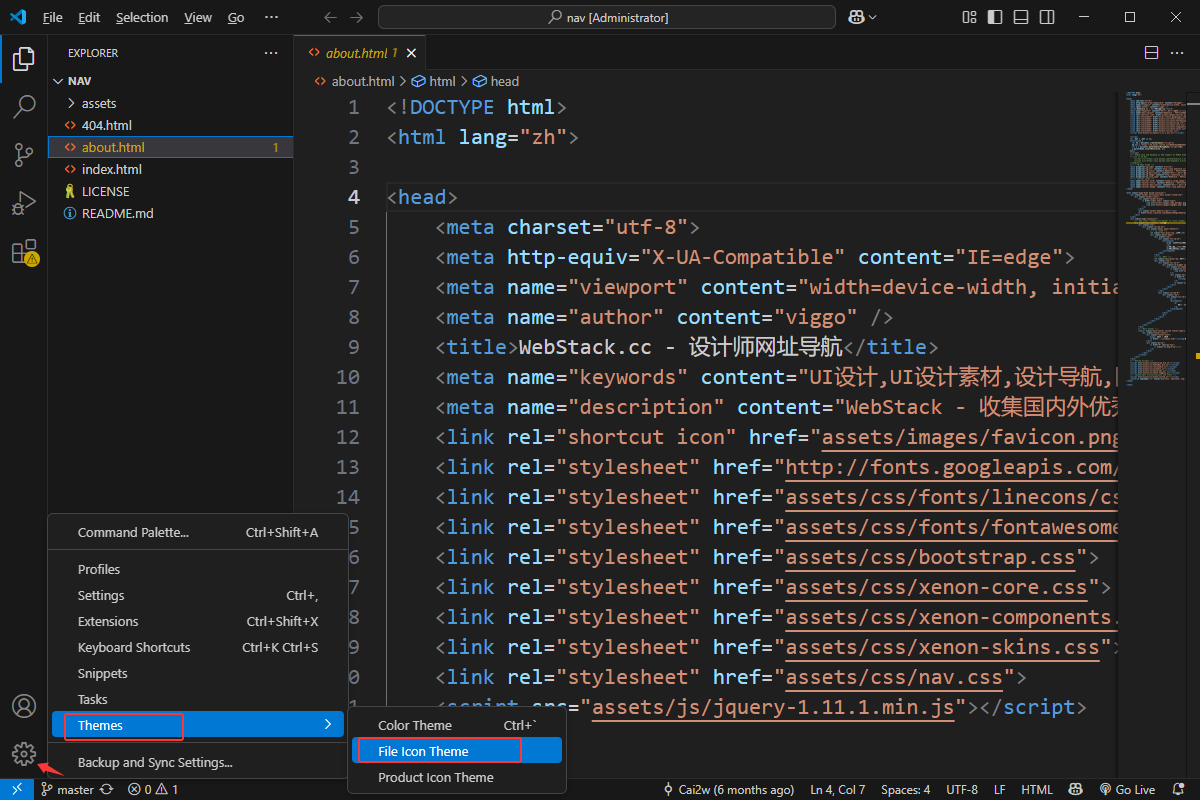 File Edit Selection View Go ··· nav [Administrator]
EXPLORER ···
NAV
assets
404.html
about.html 1
index.html
LICENSE
README.md
about.html 1
about.html > html > head
1 <!DOCTYPE html>
2 <html lang="zh">
3
4 <head>
5 <meta charset="utf-8">
6 <meta http-equiv="X-UA-Compatible" content="IE=edge">
7 <meta name="viewport" content="width=device-width, initia
8 <meta name="author" content="viggo" />
9 <title>WebStack.cc - 设计师网址导航</title>
10 <meta name="keywords" content="UI设计,UI设计素材,设计导航,
11 <meta name="description" content="WebStack - 收集国内外优秀
12 <link rel="shortcut icon" href="assets/images/favicon.png
13 <link rel="stylesheet" href="http://fonts.googleapis.com/
14 <link rel="stylesheet" href="assets/css/fonts/linecons/cs
5 <link rel="stylesheet" href="assets/css/fonts/fontawesome
6 <link rel="stylesheet" href="assets/css/bootstrap.css">
7 <link rel="stylesheet" href="assets/css/xenon-core.css">
8 <link rel="stylesheet" href="assets/css/xenon-components.
9 <link rel="stylesheet" href="assets/css/xenon-skins.css">
0 <link rel="stylesheet" href="assets/css/nav.css">
1 <script src="assets/js/jquery-1.11.1.min.js"></script>
Command Palette... Ctrl+Shift+A
Profiles
Settings Ctrl+,
Extensions Ctrl+Shift+X
Keyboard Shortcuts Ctrl+K Ctrl+S
Snippets
Tasks
Themes
Backup and Sync Settings...
Color Theme Ctrl+`
File Icon Theme
Product Icon Theme
master 0 1 Cai2w (6 months ago) Ln 4, Col 7 Spaces: 4 UTF-8 LF HTML Go Live